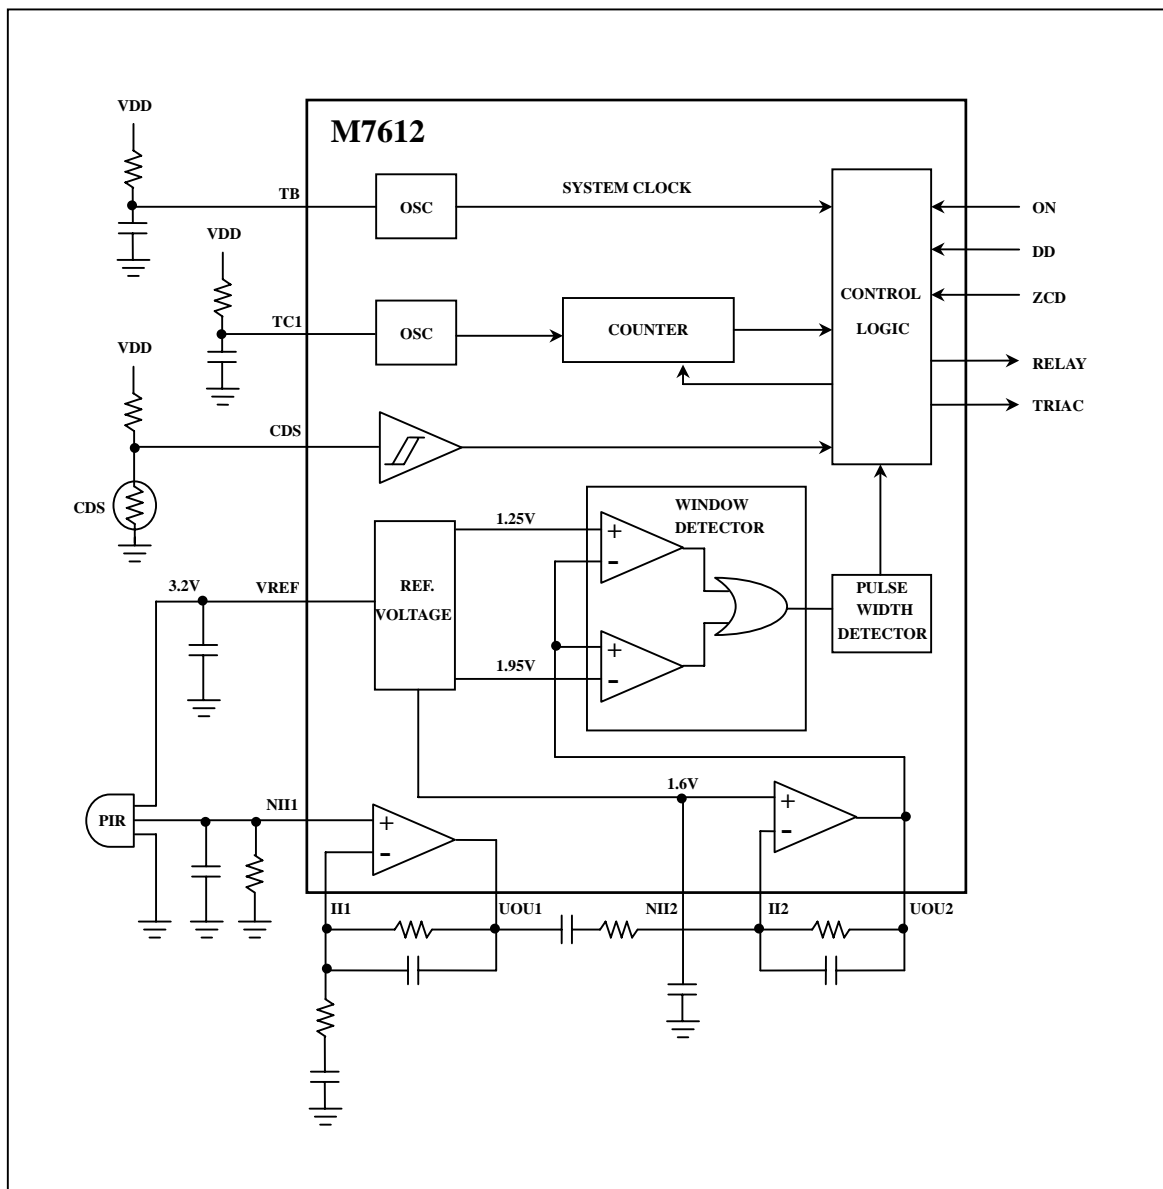 VDD
M7612
TB
OSC
SYSTEM CLOCK
ON
VDD
DD
CONTROL
LOGIC
ZCD
TC1
OSC
COUNTER
VDD
RELAY
TRIAC
CDS
CDS
WINDOW
DETECTOR
1.25V
+
-
REF.
VOLTAGE
3.2V
VREF
PULSE
WIDTH
DETECTOR
+
-
1.95V
1.6V
NII1
PIR
+
-
+
-
II1
UOU1
NII2
II2
UOU2